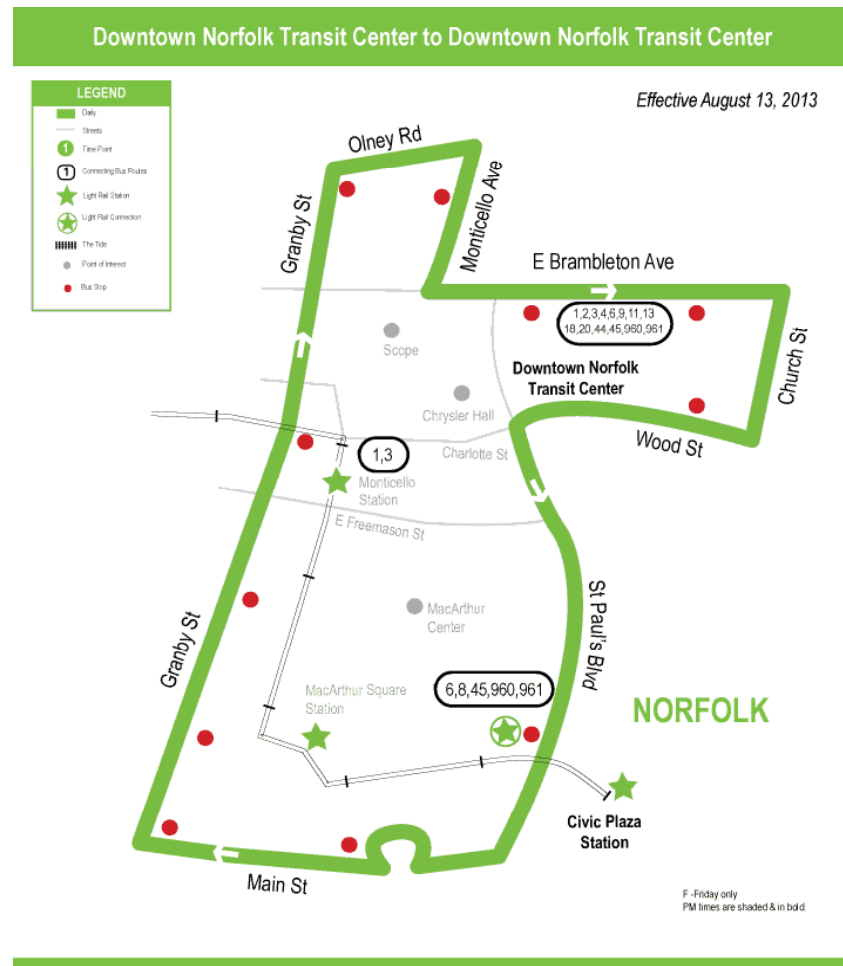 Downtown Norfolk Transit Center to Downtown Norfolk Transit Center
LEGEND
Daily
Streets
1
Time Point
1
Connecting Bus Routes
Light Rail Station
Light Rail Connection
The Tide
Point of Interest
Bus Stop
Effective August 13, 2013
Olney Rd
Granby St
Monticello Ave
E Brambleton Ave
1,2,3,4,6,9,11,13
18,20,44,45,960,961
Church St
Scope
Downtown Norfolk
Transit Center
Chrysler Hall
Wood St
Charlotte St
1,3
Monticello
Station
E Freemason St
Granby St
MacArthur
Center
St Paul's Blvd
MacArthur Square
Station
6,8,45,960,961
NORFOLK
Civic Plaza
Station
Main St
F -Friday only
PM times are shaded & in bold.